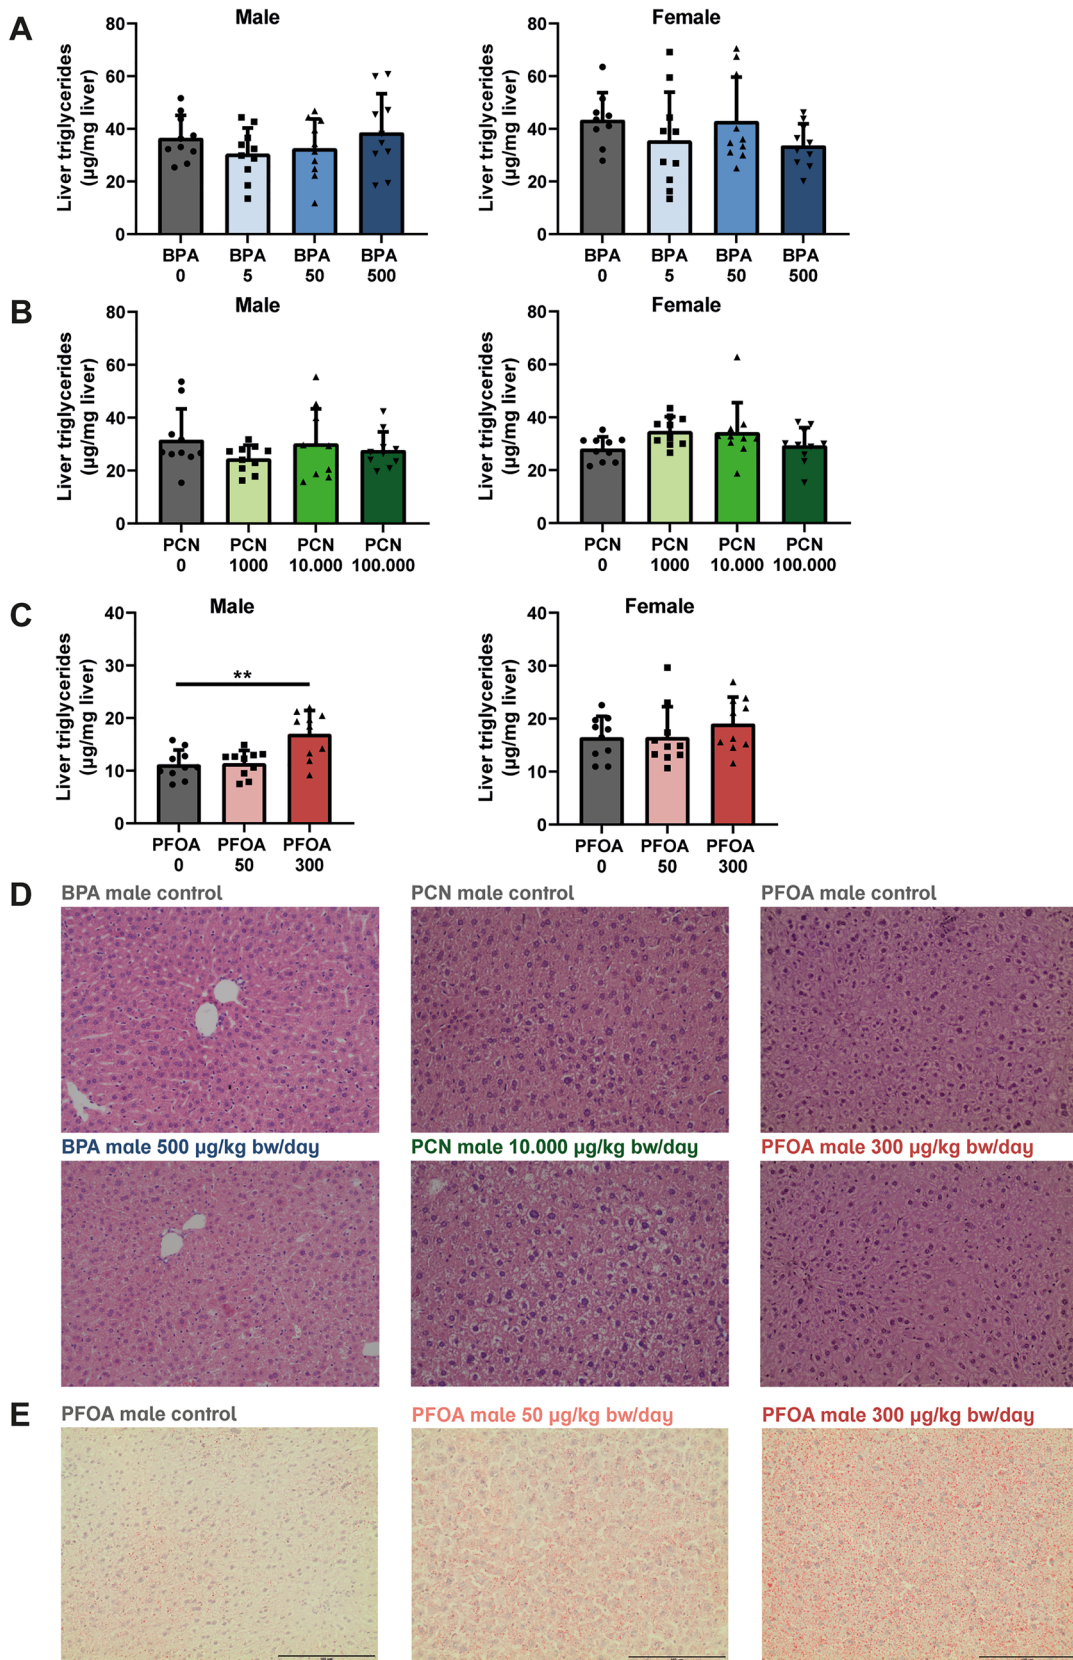 A
Male
Female
Liver triglycerides
(µg/mg liver)
80
60
40
20
0
BPA
0
BPA
5
BPA
50
BPA
500
Liver triglycerides
(µg/mg liver)
80
60
40
20
0
BPA
0
BPA
5
BPA
50
BPA
500
B
Male
Female
Liver triglycerides
(µg/mg liver)
80
60
40
20
0
PCN
0
PCN
1000
PCN
10.000
PCN
100.000
Liver triglycerides
(µg/mg liver)
80
60
40
20
0
PCN
0
PCN
1000
PCN
10.000
PCN
100.000
C
Male
Female
Liver triglycerides
(µg/mg liver)
40
30
20
10
0
**
PFOA
0
PFOA
50
PFOA
300
Liver triglycerides
(µg/mg liver)
40
30
20
10
0
PFOA
0
PFOA
50
PFOA
300
D
BPA male control
PCN male control
PFOA male control
BPA male 500 µg/kg bw/day
PCN male 10.000 µg/kg bw/day
PFOA male 300 µg/kg bw/day
E
PFOA male control
PFOA male 50 µg/kg bw/day
PFOA male 300 µg/kg bw/day